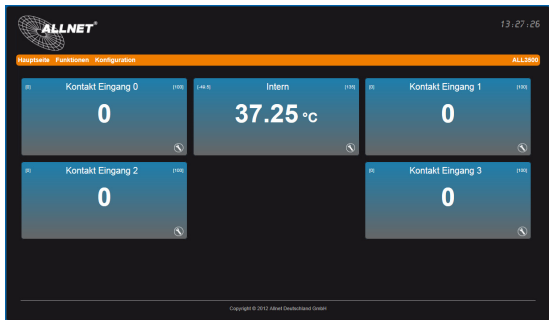 ALLNET®
13:27:26
Hauptseite Funktionen Konfiguration ALL3500
[0] Kontakt Eingang 0 [100]
0
[-49.5] Intern [135]
37.25 °C
[0] Kontakt Eingang 1 [100]
0
[0] Kontakt Eingang 2 [100]
0
[0] Kontakt Eingang 3 [100]
0
Copyright © 2012 Allnet Deutschland GmbH